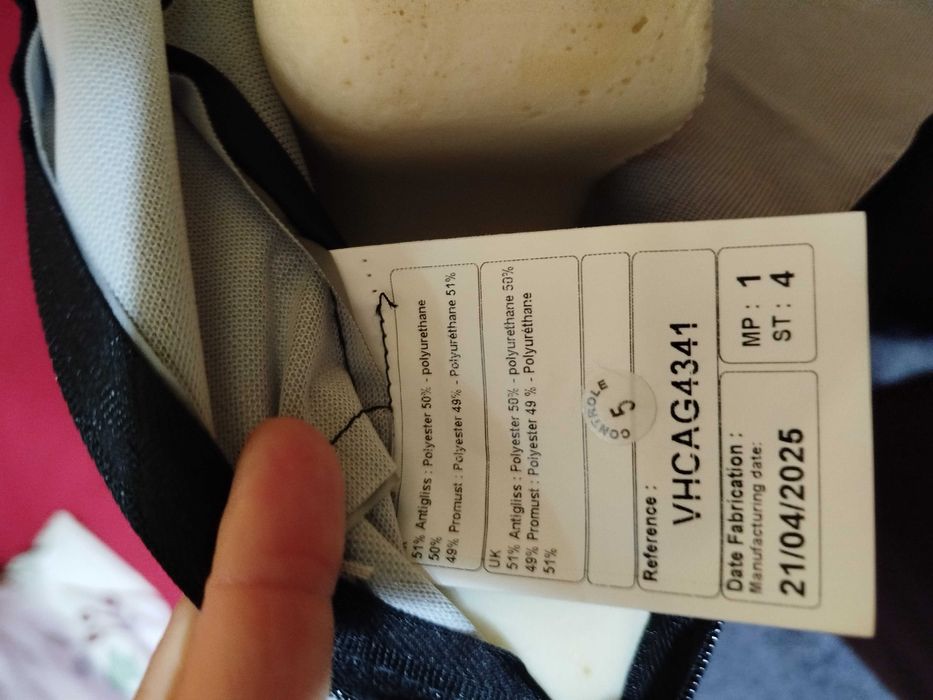 51% Antigliss : Polyester 50% - polyurethane
50%
49% Promust : Polyester 49% - Polyuréthane 51%
UK
51% Antigliss : Polyester 50% - polyurethane 50%
49% Promust : Polyester 49 % - Polyuréthane
51%
CONTROLE
5
Reference :
VHCAG4341
Date Fabrication :
Manufacturing date:
21/04/2025
MP : 1
ST : 4